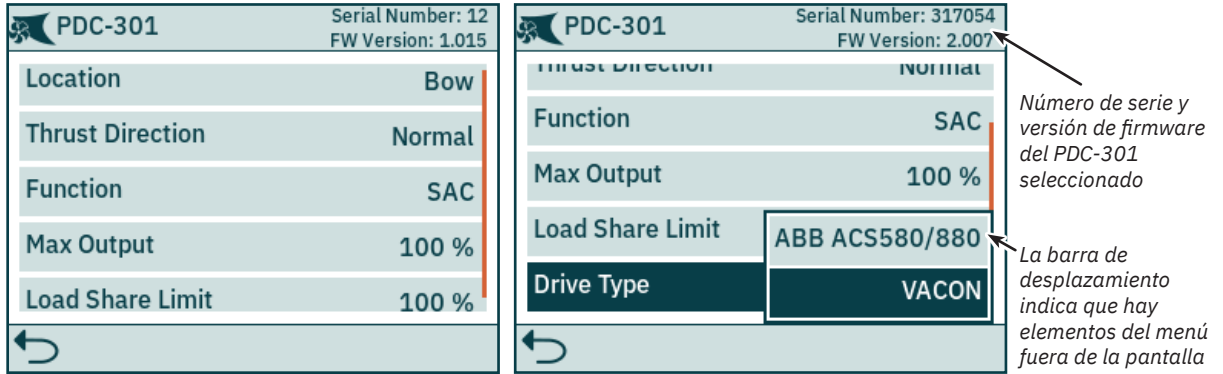 PDC-301
Serial Number: 12
FW Version: 1.015
Location Bow
Thrust Direction Normal
Function SAC
Max Output 100 %
Load Share Limit 100 %
PDC-301
Serial Number: 317054
FW Version: 2.007
Thrust Direction Normal
Function SAC
Max Output 100 %
Load Share Limit
ABB ACS580/880
Drive Type VACON
Número de serie y
versión de firmware
del PDC-301
seleccionado
La barra de
desplazamiento
indica que hay
elementos del menú
fuera de la pantalla